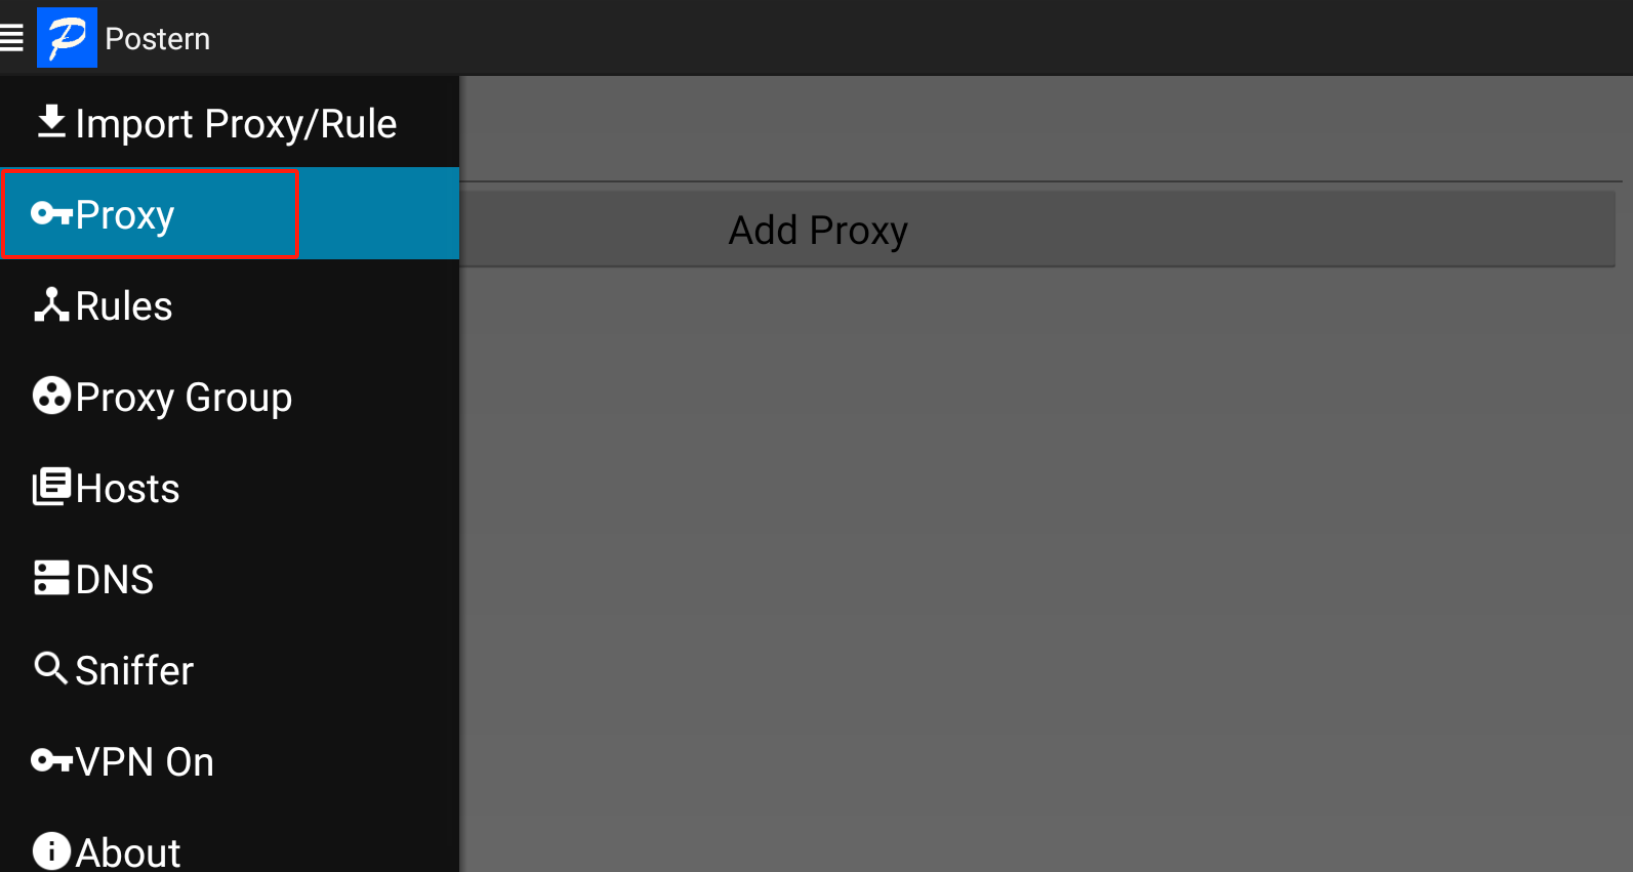 Postern
Import Proxy/Rule
Proxy
Add Proxy
Rules
Proxy Group
Hosts
DNS
Sniffer
VPN On
About